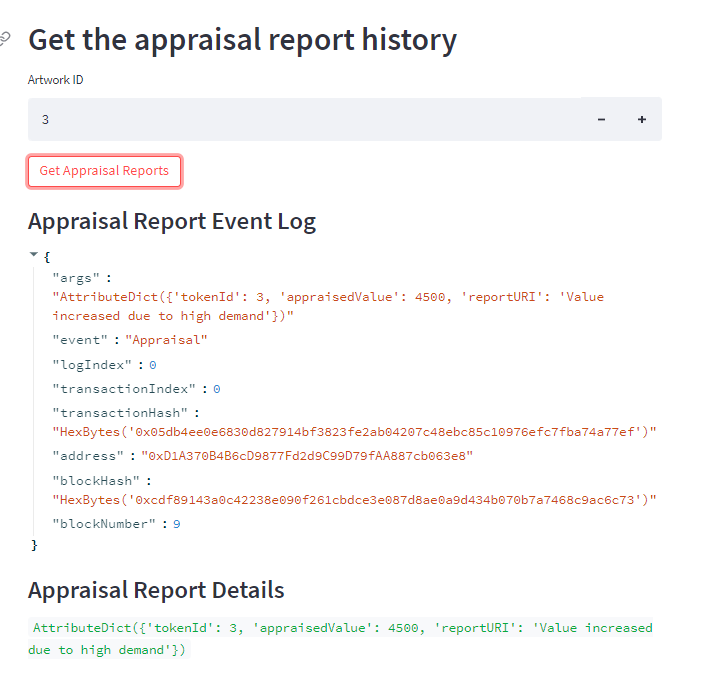 Get the appraisal report history
Artwork ID
3 - +
Get Appraisal Reports
Appraisal Report Event Log
{
"args" :
"AttributeDict({'tokenId': 3, 'appraisedValue': 4500, 'reportURI': 'Value
increased due to high demand'})"
"event" : "Appraisal"
"logIndex" : 0
"transactionIndex" : 0
"transactionHash" :
"HexBytes('0x05db4ee0e6830d827914bf3823fe2ab04207c48ebc85c10976efc7fba74a77ef')"
"address" : "0xD1A370B4B6cD9877Fd2d9C99D79fAA887cb063e8"
"blockHash" :
"HexBytes('0xcdf89143a0c42238e090f261cbdce3e087d8ae0a9d434b070b7a7468c9ac6c73')"
"blockNumber" : 9
}
Appraisal Report Details
AttributeDict({'tokenId': 3, 'appraisedValue': 4500, 'reportURI': 'Value increased
due to high demand'})